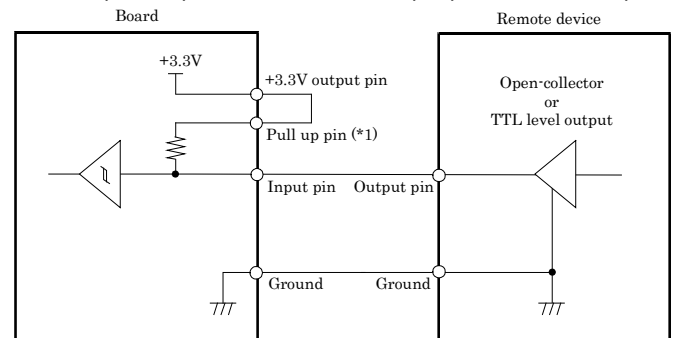 Board
Remote device
+3.3V
+3.3V output pin
Pull up pin (*1)
Open-collector
or
TTL level output
Input pin
Output pin
Ground
Ground